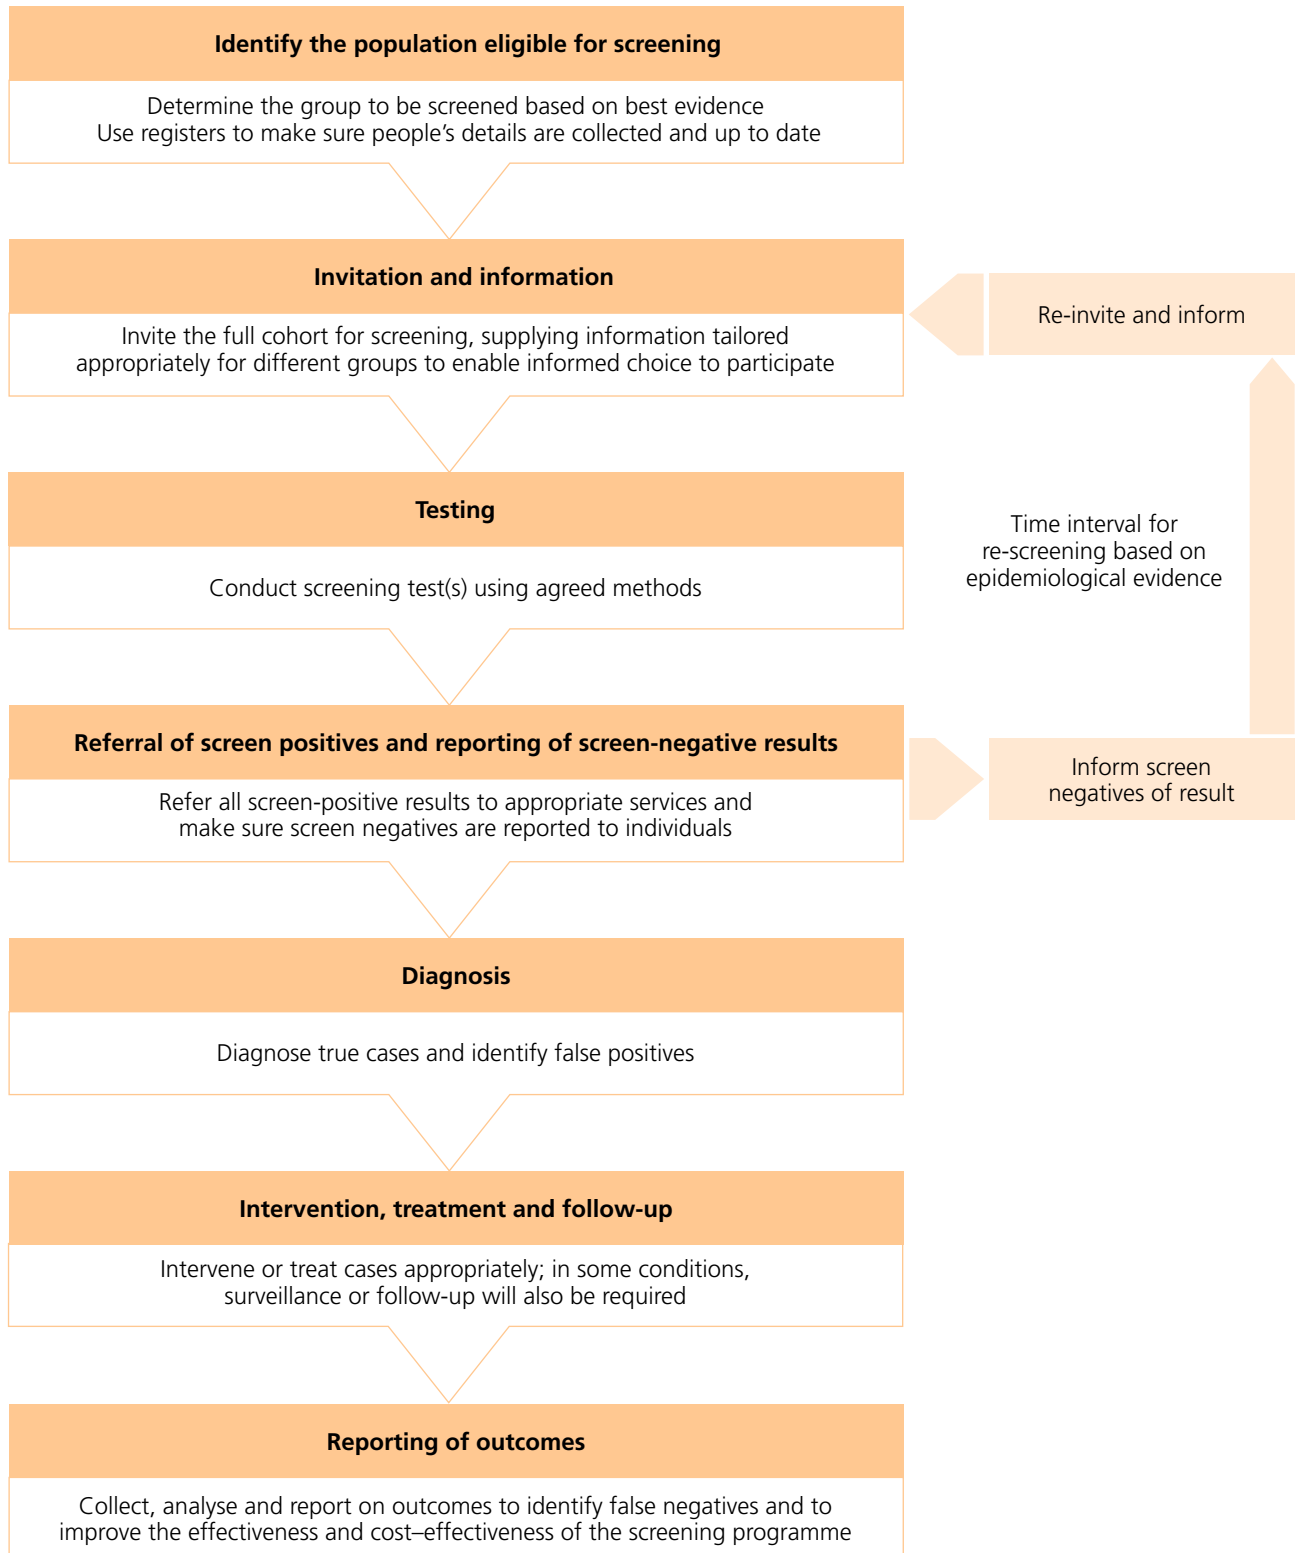 Identify the population eligible for screening
Determine the group to be screened based on best evidence
Use registers to make sure people’s details are collected and up to date
Invitation and information
Invite the full cohort for screening, supplying information tailored
appropriately for different groups to enable informed choice to participate
Re-invite and inform
Testing
Conduct screening test(s) using agreed methods
Time interval for
re-screening based on
epidemiological evidence
Referral of screen positives and reporting of screen-negative results
Refer all screen-positive results to appropriate services and
make sure screen negatives are reported to individuals
Inform screen
negatives of result
Diagnosis
Diagnose true cases and identify false positives
Intervention, treatment and follow-up
Intervene or treat cases appropriately; in some conditions,
surveillance or follow-up will also be required
Reporting of outcomes
Collect, analyse and report on outcomes to identify false negatives and to
improve the effectiveness and cost–effectiveness of the screening programme